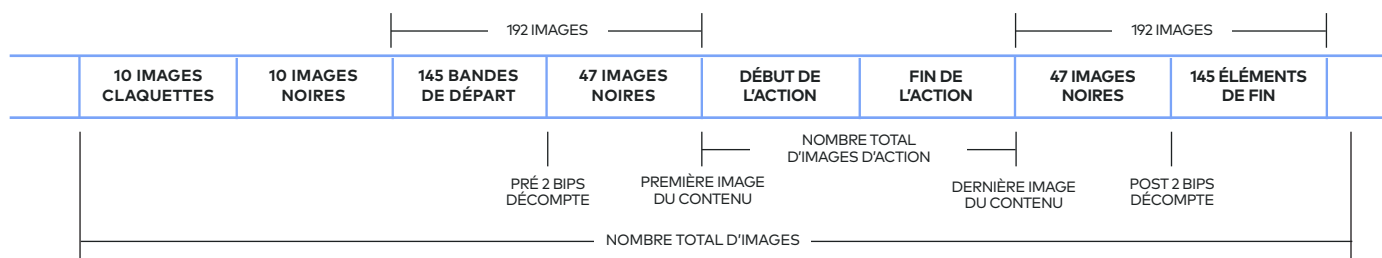 192 IMAGES
192 IMAGES
10 IMAGES
CLAQUETTES
10 IMAGES
NOIRES
145 BANDES
DE DÉPART
47 IMAGES
NOIRES
DÉBUT DE
L'ACTION
FIN DE
L'ACTION
47 IMAGES
NOIRES
145 ÉLÉMENTS
DE FIN
NOMBRE TOTAL
D'IMAGES D'ACTION
PRÉ 2 BIPS
DÉCOMPTE
PREMIÈRE IMAGE
DU CONTENU
DERNIÈRE IMAGE
DU CONTENU
POST 2 BIPS
DÉCOMPTE
NOMBRE TOTAL D'IMAGES